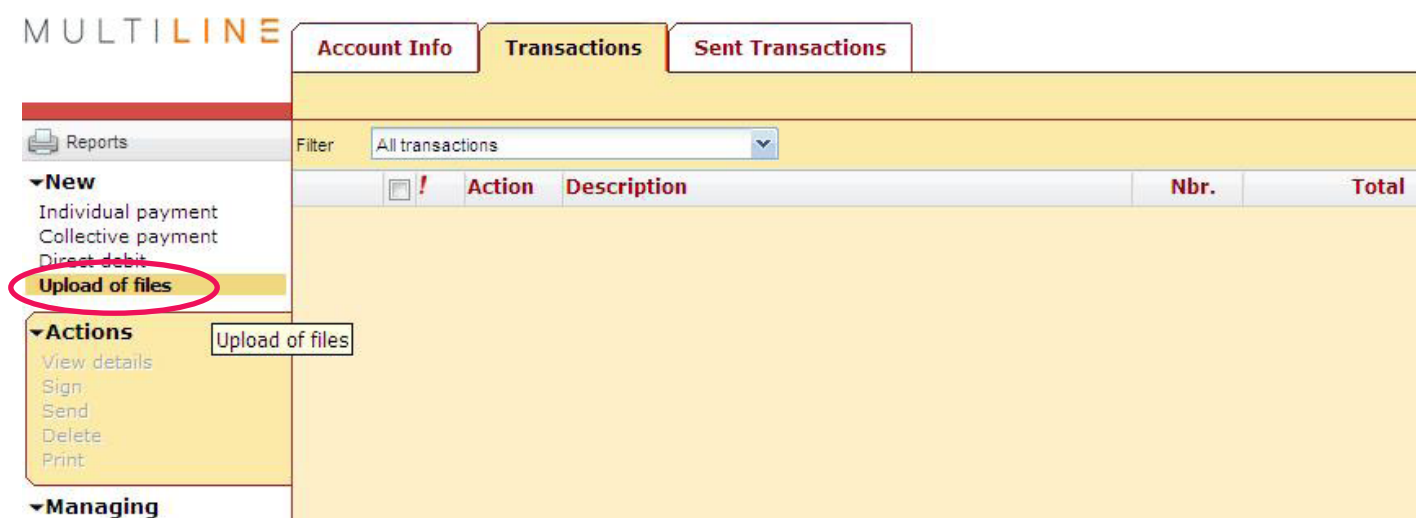 MULTILINE
Account Info Transactions Sent Transactions
Reports
Filter All transactions
! Action Description Nbr. Total
New
Individual payment
Collective payment
Direct debit
Upload of files
Actions
Upload of files
View details
Sign
Send
Delete
Print
Managing